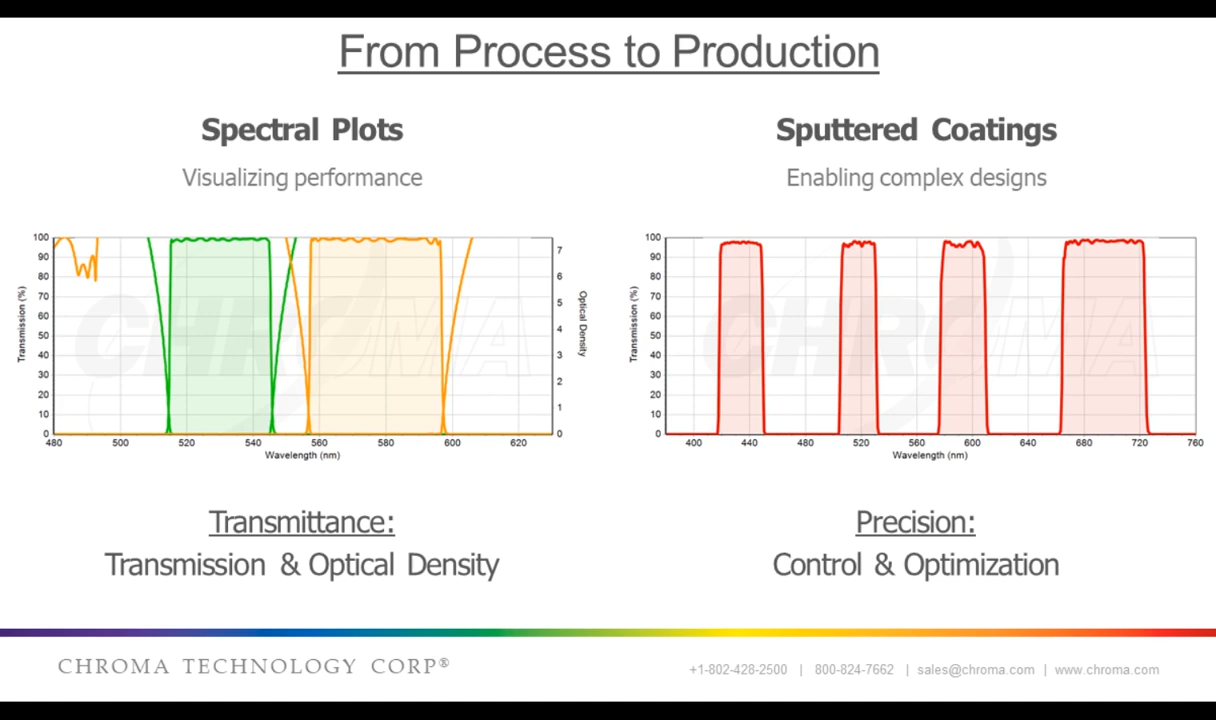 From Process to Production
Spectral Plots
Visualizing performance
100
90
80
70
60
50
40
30
20
10
0
Transmission (%)
480
500
520
540
560
580
600
620
Wavelength (nm)
7
6
5
4
3
2
1
0
Optical Density
CHROMA
Transmittance:
Transmission & Optical Density
Sputtered Coatings
Enabling complex designs
100
90
80
70
60
50
40
30
20
10
0
Transmission (%)
400
440
480
520
560
600
640
680
720
760
Wavelength (nm)
CHROMA
Precision:
Control & Optimization
CHROMA TECHNOLOGY CORP®
+1-802-428-2500 | 800-824-7662 | sales@chroma.com | www.chroma.com